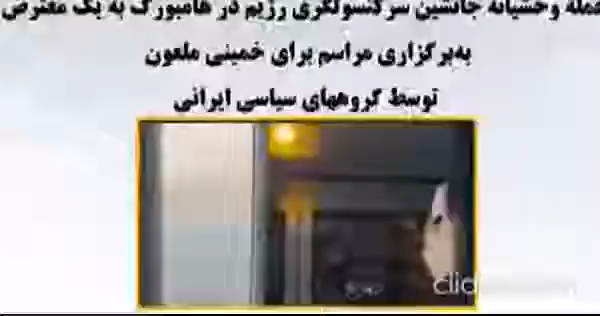 حمله وحشیانه جانشین سرکنسولگری رژیم در هامبورگ به یک معترض
به‌برگزاری مراسم برای خمینی ملعون
توسط گروههای سیاسی ایرانی